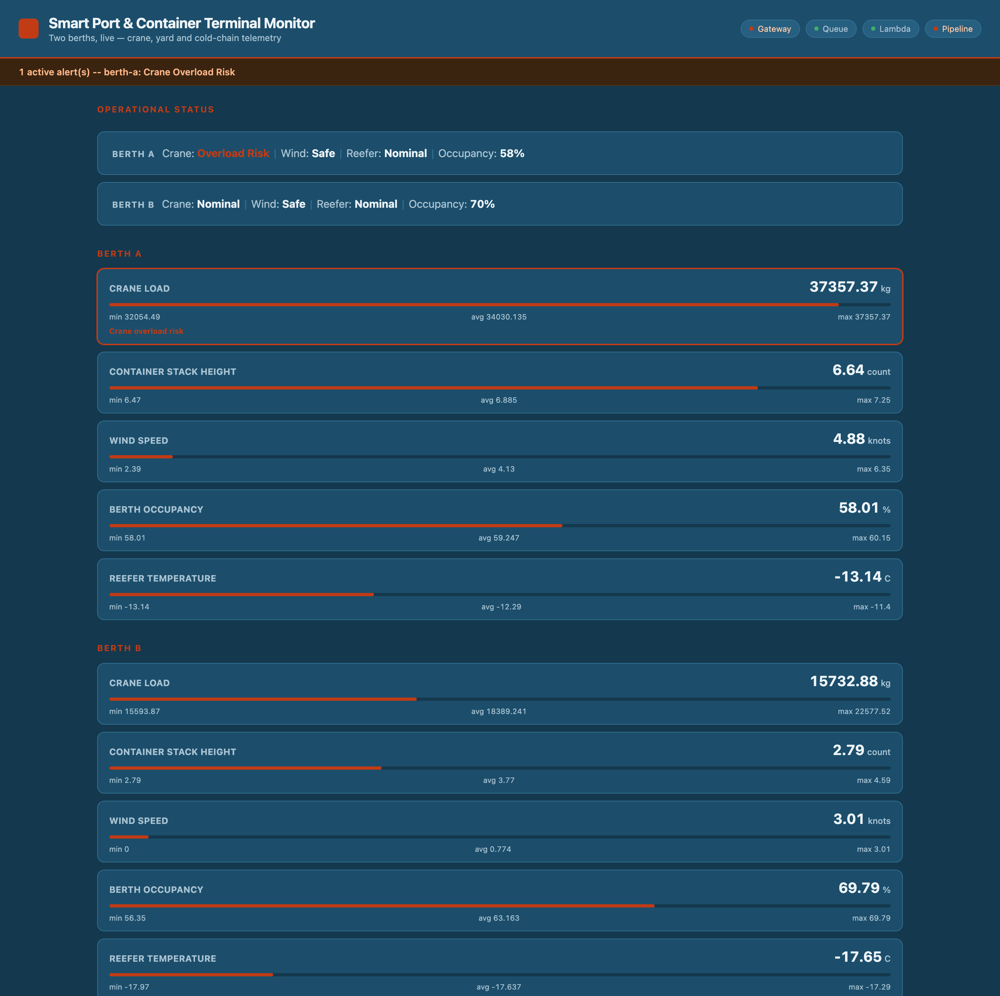 Smart Port & Container Terminal Monitor
Two berths, live — crane, yard and cold-chain telemetry
Gateway
Queue
Lambda
Pipeline
1 active alert(s) -- berth-a: Crane Overload Risk
OPERATIONAL STATUS
BERTH A Crane: Overload Risk | Wind: Safe | Reefer: Nominal | Occupancy: 58%
BERTH B Crane: Nominal | Wind: Safe | Reefer: Nominal | Occupancy: 70%
BERTH A
CRANE LOAD 37357.37 kg
min 32054.49 avg 34030.135 max 37357.37
Crane overload risk
CONTAINER STACK HEIGHT 6.64 count
min 6.47 avg 6.885 max 7.25
WIND SPEED 4.88 knots
min 2.39 avg 4.13 max 6.35
BERTH OCCUPANCY 58.01 %
min 58.01 avg 59.247 max 60.15
REEFER TEMPERATURE -13.14 C
min -13.14 avg -12.29 max -11.4
BERTH B
CRANE LOAD 15732.88 kg
min 15593.87 avg 18389.241 max 22577.52
CONTAINER STACK HEIGHT 2.79 count
min 2.79 avg 3.77 max 4.59
WIND SPEED 3.01 knots
min 0 avg 0.774 max 3.01
BERTH OCCUPANCY 69.79 %
min 56.35 avg 63.163 max 69.79
REEFER TEMPERATURE -17.65 C
min -17.97 avg -17.637 max -17.29